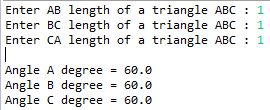 Enter AB length of a triangle ABC : 1
Enter BC length of a triangle ABC : 1
Enter CA length of a triangle ABC : 1
Angle A degree = 60.0
Angle B degree = 60.0
Angle C degree = 60.0